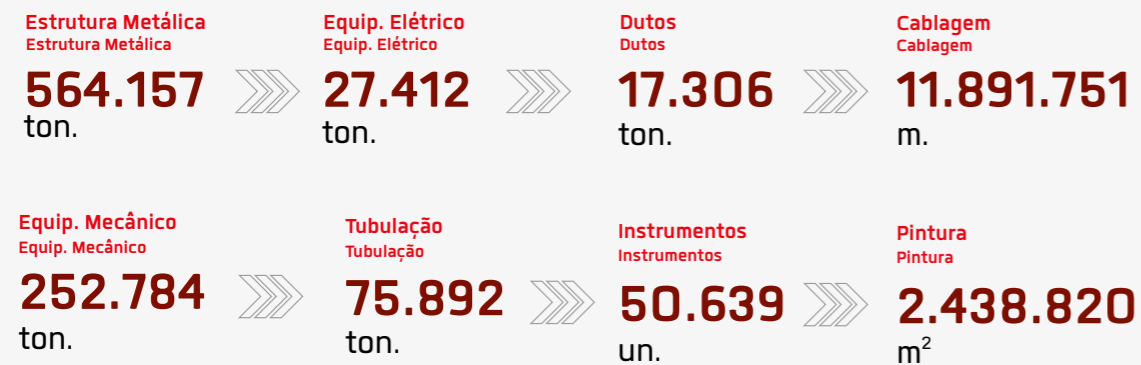 Estrutura Metálica
Estrutura Metálica
564.157
ton.
Equip. Elétrico
Equip. Elétrico
27.412
ton.
Dutos
Dutos
17.306
ton.
Cablagem
Cablagem
11.891.751
m.
Equip. Mecânico
Equip. Mecânico
252.784
ton.
Tubulação
Tubulação
75.892
ton.
Instrumentos
Instrumentos
50.639
un.
Pintura
Pintura
2.438.820
m²